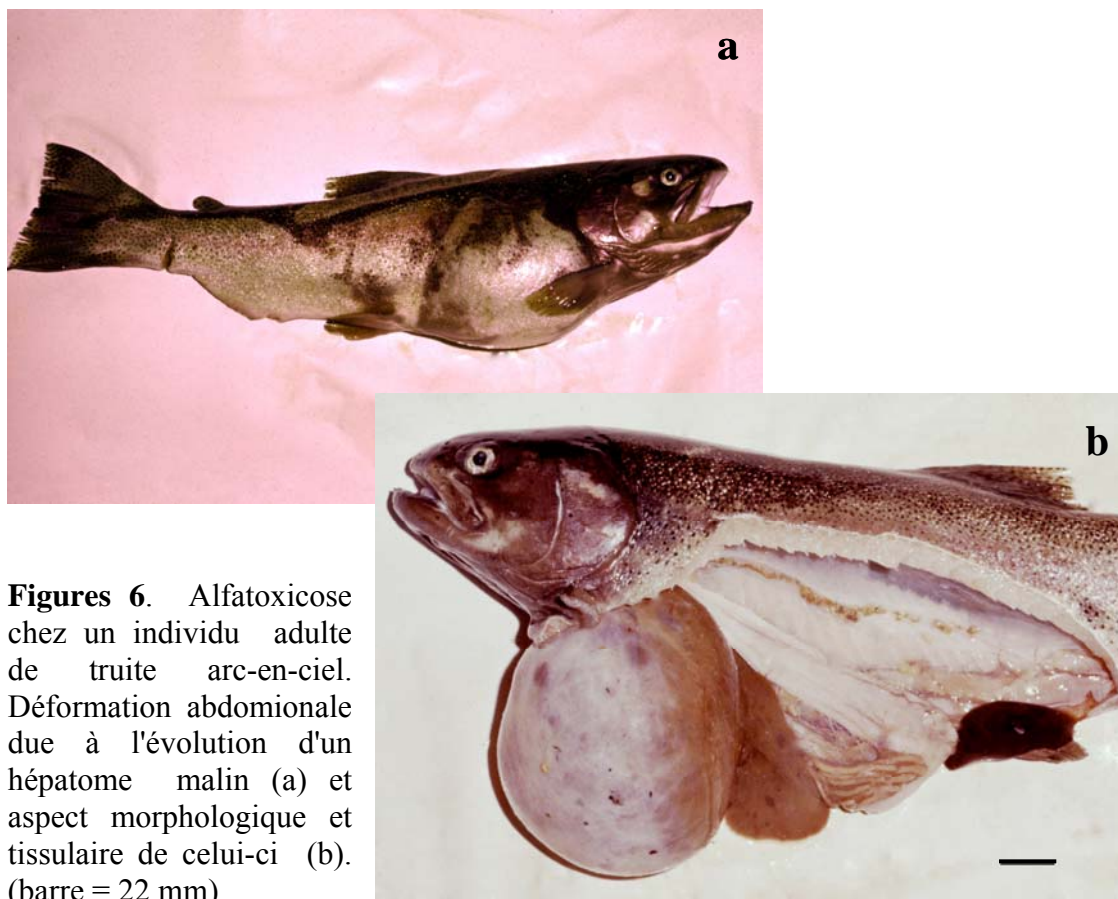 a
b
Figures 6. Alfatoxicose
chez un individu adulte
de truite arc-en-ciel.
Déformation abdomionale
due à l'évolution d'un
hépatome malin (a) et
aspect morphologique et
tissulaire de celui-ci (b).
(barre = 22 mm)